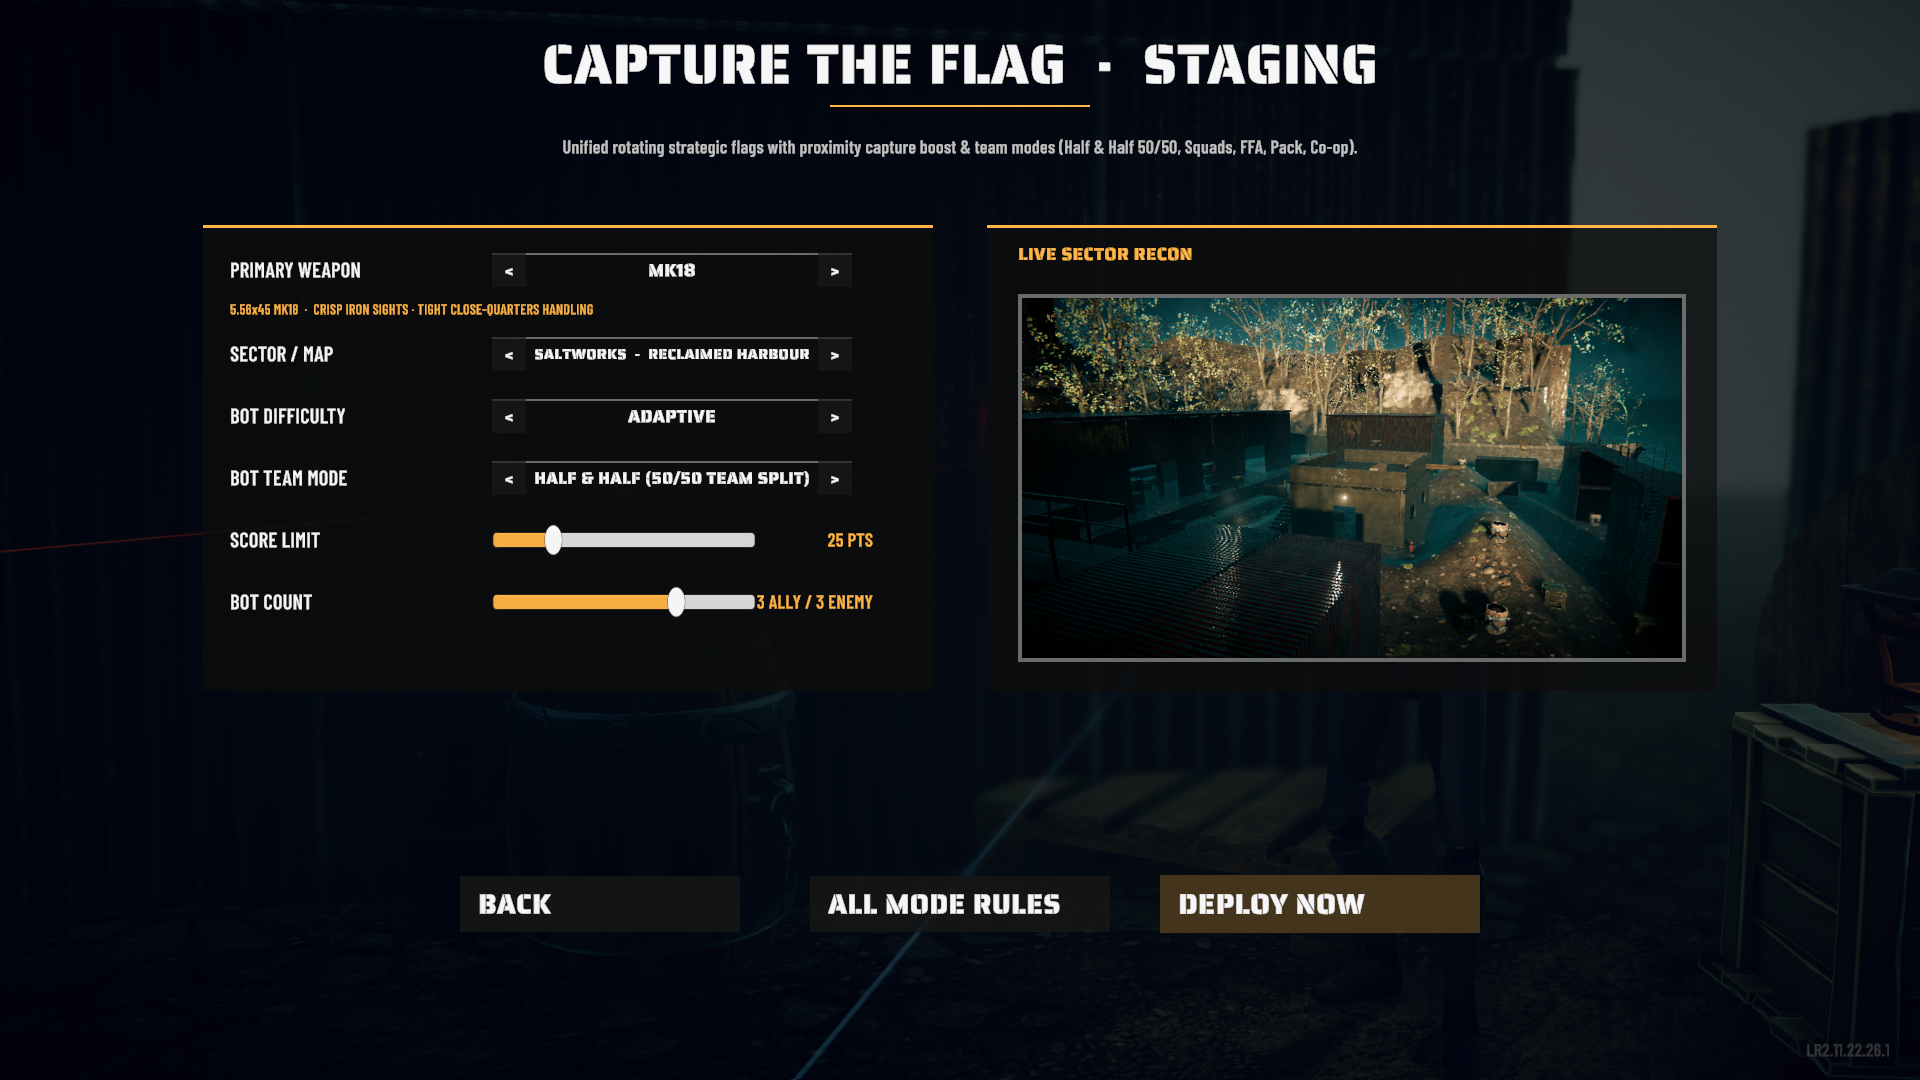 CAPTURE THE FLAG · STAGING
Unified rotating strategic flags with proximity capture boost & team modes (Half & Half 50/50, Squads, FFA, Pack, Co-op).
PRIMARY WEAPON < MK18 >
5.56x45 MK18 · CRISP IRON SIGHTS · TIGHT CLOSE-QUARTERS HANDLING
SECTOR / MAP < SALTWORKS - RECLAIMED HARBOUR >
BOT DIFFICULTY < ADAPTIVE >
BOT TEAM MODE < HALF & HALF (50/50 TEAM SPLIT) >
SCORE LIMIT 25 PTS
BOT COUNT 3 ALLY / 3 ENEMY
LIVE SECTOR RECON
BACK
ALL MODE RULES
DEPLOY NOW
LR2.11.22.26.1